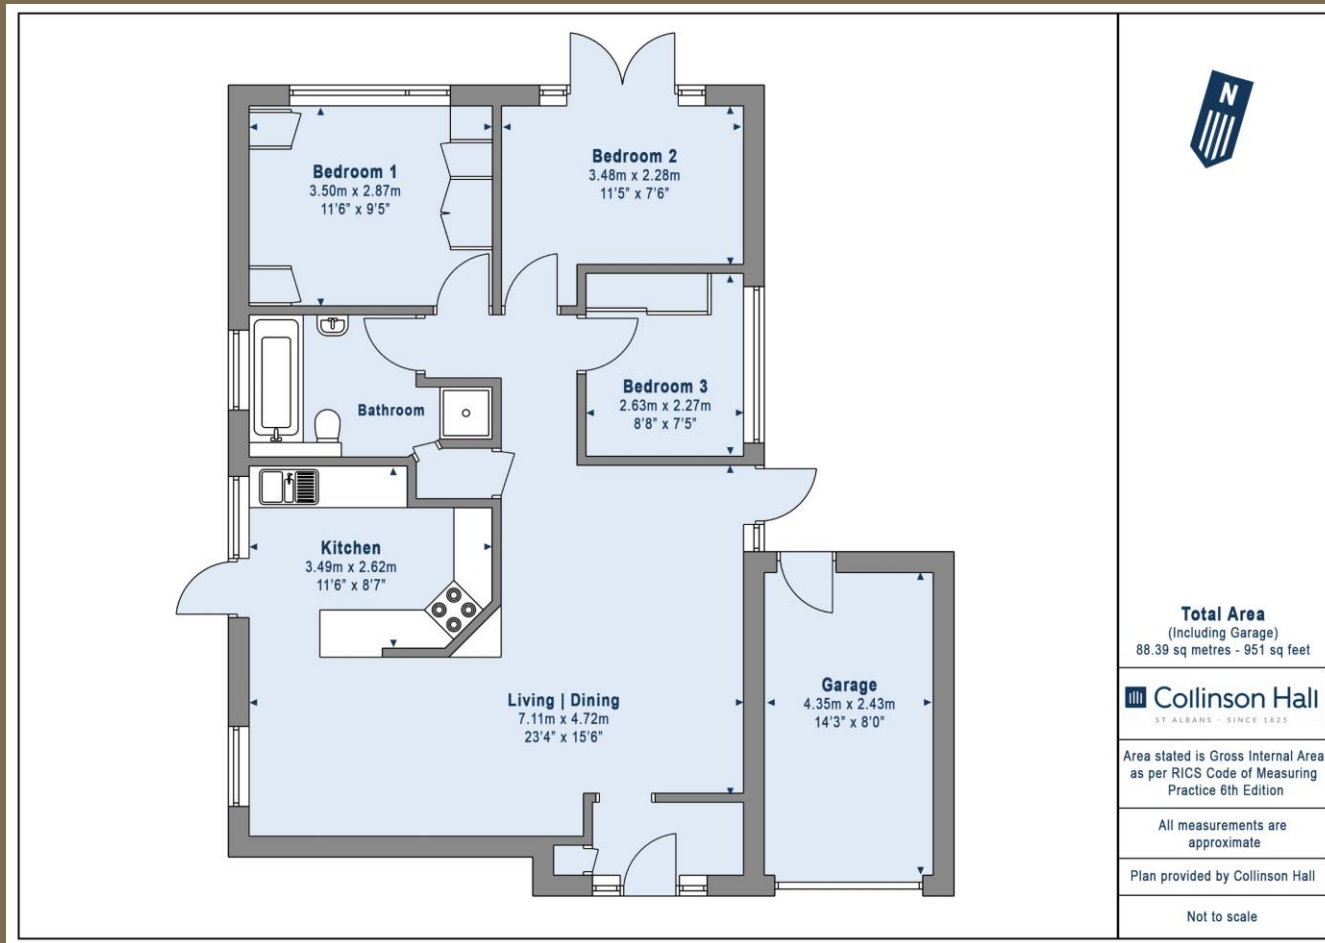 Bedroom 1
3.50m x 2.87m
11'6" x 9'5"
Bedroom 2
3.48m x 2.28m
11'5" x 7'6"
Bedroom 3
2.63m x 2.27m
8'8" x 7'5"
Bathroom
Kitchen
3.49m x 2.62m
11'6" x 8'7"
Living | Dining
7.11m x 4.72m
23'4" x 15'6"
Garage
4.35m x 2.43m
14'3" x 8'0"
N
Total Area
(Including Garage)
88.39 sq metres - 951 sq feet
Collinson Hall
ST ALBANS - SINCE 1825
Area stated is Gross Internal Area
as per RICS Code of Measuring
Practice 6th Edition
All measurements are
approximate
Plan provided by Collinson Hall
Not to scale